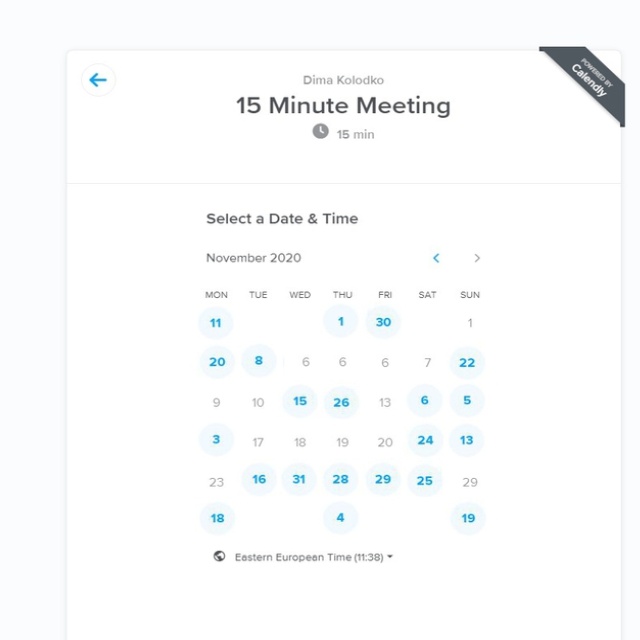 POWERED BY
Calendly
Dima Kolodko
15 Minute Meeting
15 min
Select a Date & Time
November 2020
MON TUE WED THU FRI SAT SUN
11 1 30 1
20 8 6 6 6 7 22
9 10 15 26 13 6 5
3 17 18 19 20 24 13
23 16 31 28 29 25 29
18 4 19
Eastern European Time (11:38)